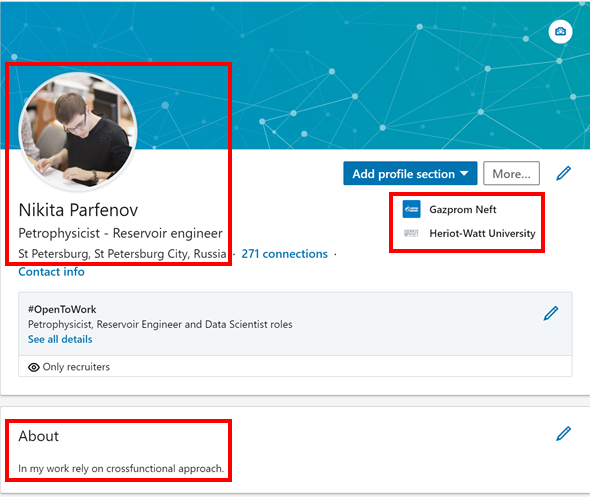 Add profile section
More...
Nikita Parfenov
Petrophysicist - Reservoir engineer
St Petersburg, St Petersburg City, Russia · 271 connections ·
Contact info
Gazprom Neft
Heriot-Watt University
#OpenToWork
Petrophysicist, Reservoir Engineer and Data Scientist roles
See all details
Only recruiters
About
In my work rely on crossfunctional approach.